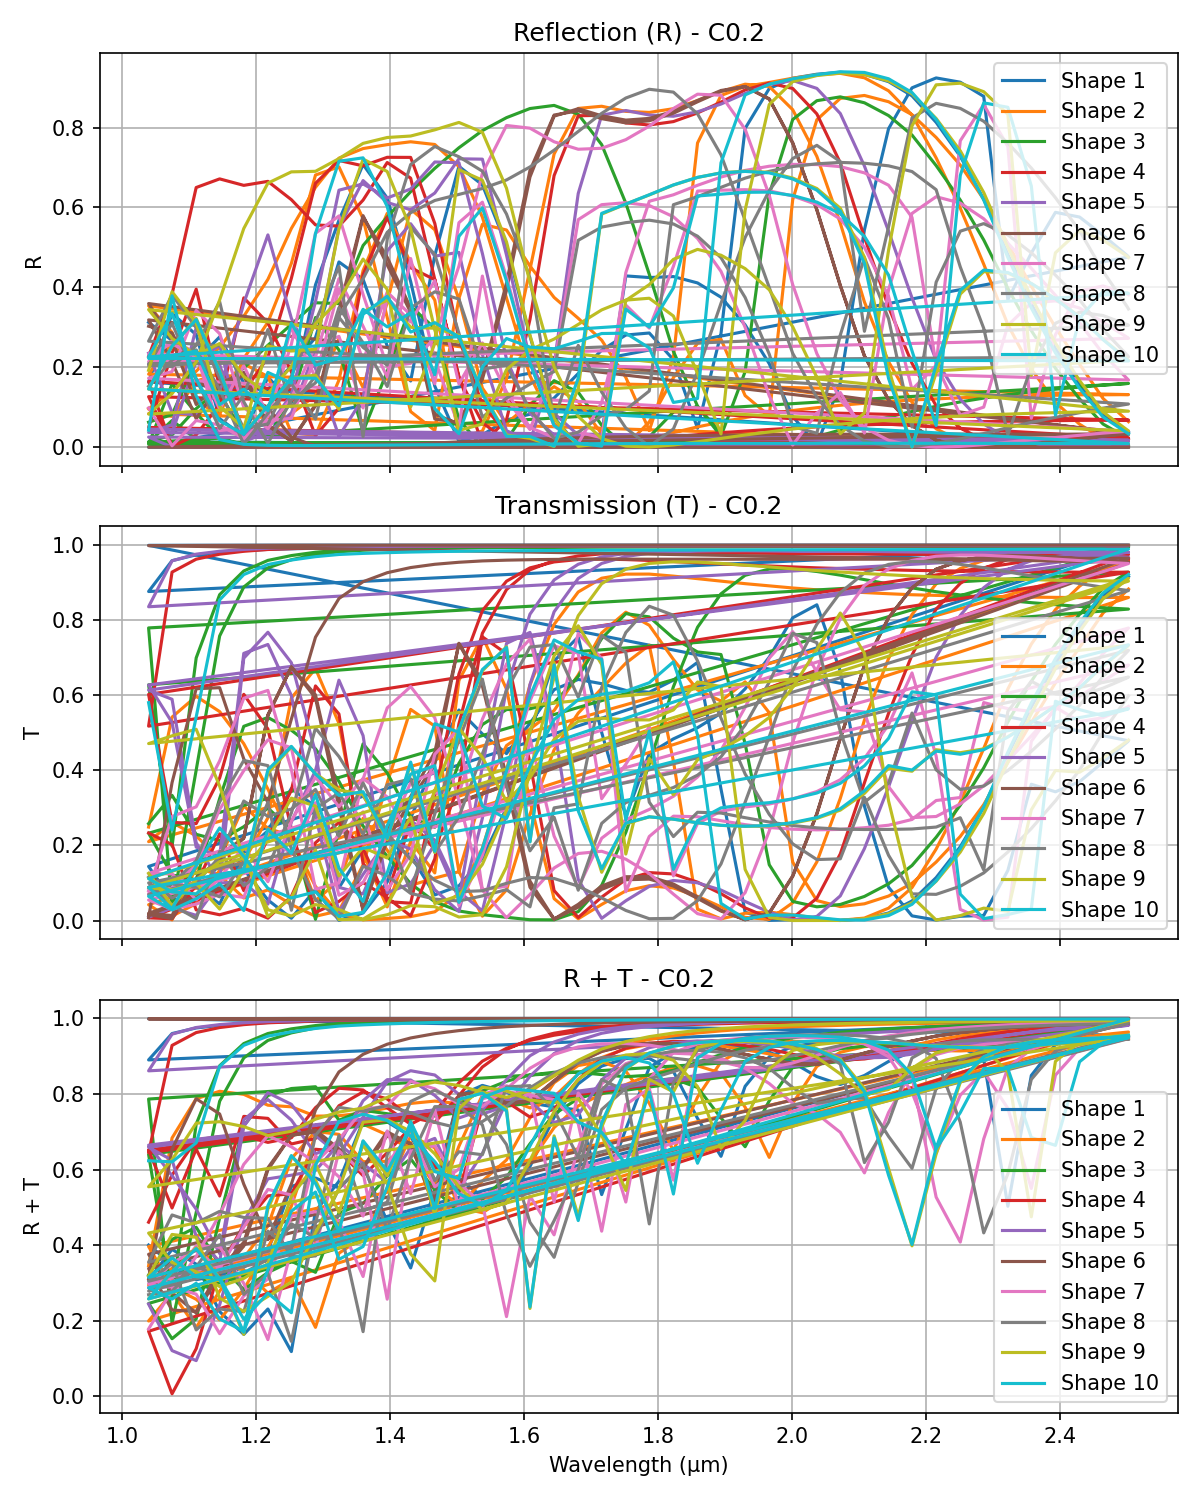 Reflection (R) - C0.2
R
0.8
0.6
0.4
0.2
0.0
Shape 1
Shape 2
Shape 3
Shape 4
Shape 5
Shape 6
Shape 7
Shape 8
Shape 9
Shape 10
Transmission (T) - C0.2
T
1.0
0.8
0.6
0.4
0.2
0.0
Shape 1
Shape 2
Shape 3
Shape 4
Shape 5
Shape 6
Shape 7
Shape 8
Shape 9
Shape 10
R + T - C0.2
R + T
1.0
0.8
0.6
0.4
0.2
0.0
Shape 1
Shape 2
Shape 3
Shape 4
Shape 5
Shape 6
Shape 7
Shape 8
Shape 9
Shape 10
1.0 1.2 1.4 1.6 1.8 2.0 2.2 2.4
Wavelength (μm)